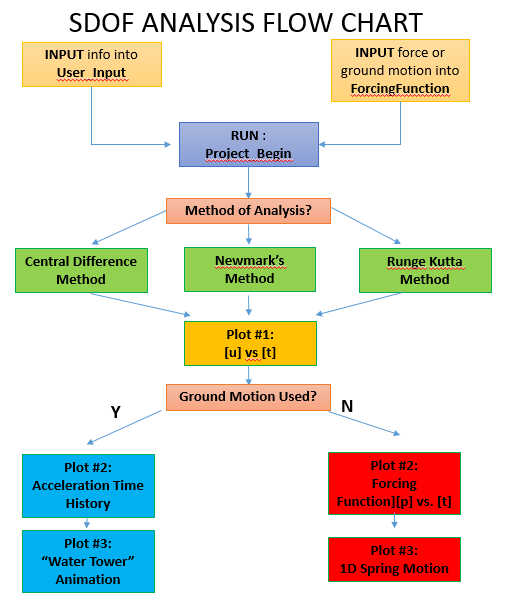 SDOF ANALYSIS FLOW CHART
INPUT info into
User_Input
INPUT force or
ground motion into
ForcingFunction
RUN :
Project_Begin
Method of Analysis?
Central Difference
Method
Newmark's
Method
Runge Kutta
Method
Plot #1:
[u] vs [t]
Ground Motion Used?
Y
N
Plot #2:
Acceleration Time
History
Plot #2:
Forcing
Function][p] vs. [t]
Plot #3:
“Water Tower”
Animation
Plot #3:
1D Spring Motion